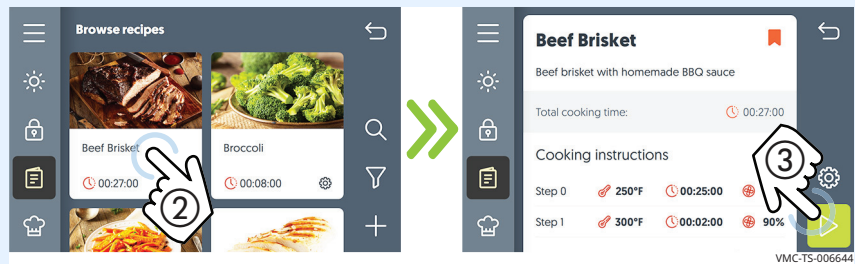 Browse recipes
Beef Brisket
00:27:00
Broccoli
00:08:00
2
Beef Brisket
Beef brisket with homemade BBQ sauce
Total cooking time: 00:27:00
Cooking instructions
Step 0 250°F 00:25:00
Step 1 300°F 00:02:00 90%
3
VMC-TS-006644